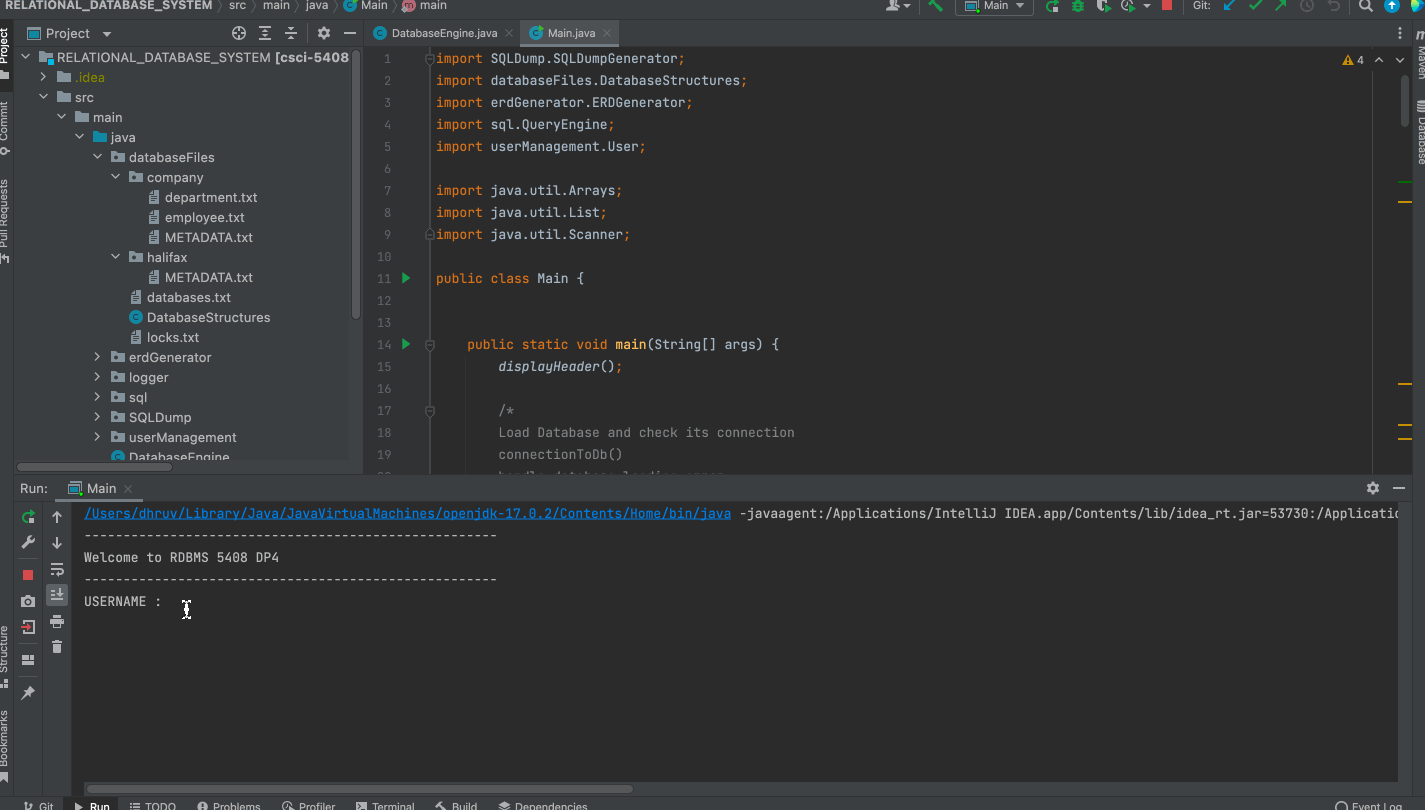 RELATIONAL_DATABASE_SYSTEM src main java Main main
Main Git:
Project
DatabaseEngine.java Main.java
RELATIONAL_DATABASE_SYSTEM [csci-5408
.idea
src
main
java
databaseFiles
company
department.txt
employee.txt
METADATA.txt
halifax
METADATA.txt
databases.txt
DatabaseStructures
locks.txt
erdGenerator
logger
sql
SQLDump
userManagement
DatabaseEngine
1 import SQLDump.SQLDumpGenerator;
2 import databaseFiles.DatabaseStructures;
3 import erdGenerator.ERDGenerator;
4 import sql.QueryEngine;
5 import userManagement.User;
6
7 import java.util.Arrays;
8 import java.util.List;
9 import java.util.Scanner;
10
11 public class Main {
12
13
14 public static void main(String[] args) {
15 displayHeader();
16
17 /*
18 Load Database and check its connection
19 connectionToDb()
4
Project
Commit
Pull Requests
Structure
Bookmarks
Maven
Database
Run: Main
/Users/dhruv/Library/Java/JavaVirtualMachines/openjdk-17.0.2/Contents/Home/bin/java -javaagent:/Applications/IntelliJ IDEA.app/Contents/lib/idea_rt.jar=53730:/Applicatio
--------------------------------------------------
Welcome to RDBMS 5408 DP4
--------------------------------------------------
USERNAME :
Git Run TODO Problems Profiler Terminal Build Dependencies Event Log